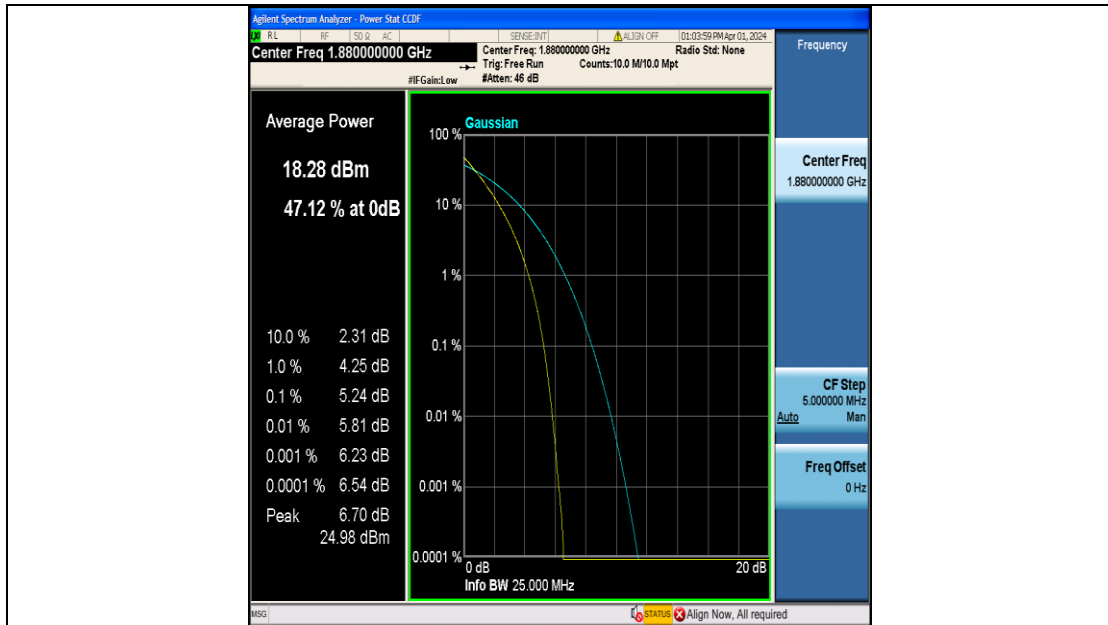 Agilent Spectrum Analyzer - Power Stat CCDF
RL RF 50 Ω AC SENSE:INT ALIGN OFF 01:03:59 PM Apr 01, 2024
Center Freq 1.880000000 GHz
Center Freq: 1.880000000 GHz Radio Std: None
Trig: Free Run Counts:10.0 M/10.0 Mpt
#IFGain:Low #Atten: 46 dB
Average Power
18.28 dBm
47.12 % at 0dB
10.0 % 2.31 dB
1.0 % 4.25 dB
0.1 % 5.24 dB
0.01 % 5.81 dB
0.001 % 6.23 dB
0.0001 % 6.54 dB
Peak 6.70 dB
24.98 dBm
Gaussian
100 %
10 %
1 %
0.1 %
0.01 %
0.001 %
0.0001 %
0 dB 20 dB
Info BW 25.000 MHz
Frequency
Center Freq
1.880000000 GHz
CF Step
5.000000 MHz
Auto Man
Freq Offset
0 Hz
MSG STATUS Align Now, All required